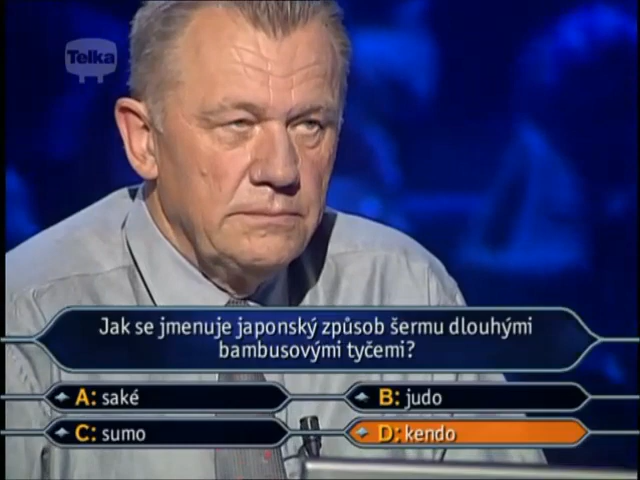 Telka
Jak se jmenuje japonský způsob šermu dlouhými
bambusovými tyčemi?
A: saké
B: judo
C: sumo
D: kendo